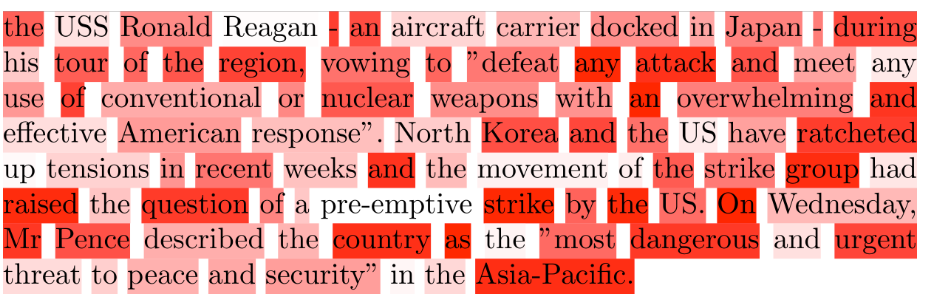 the USS Ronald Reagan - an aircraft carrier docked in Japan - during
his tour of the region, vowing to ”defeat any attack and meet any
use of conventional or nuclear weapons with an overwhelming and
effective American response”. North Korea and the US have ratcheted
up tensions in recent weeks and the movement of the strike group had
raised the question of a pre-emptive strike by the US. On Wednesday,
Mr Pence described the country as the ”most dangerous and urgent
threat to peace and security” in the Asia-Pacific.